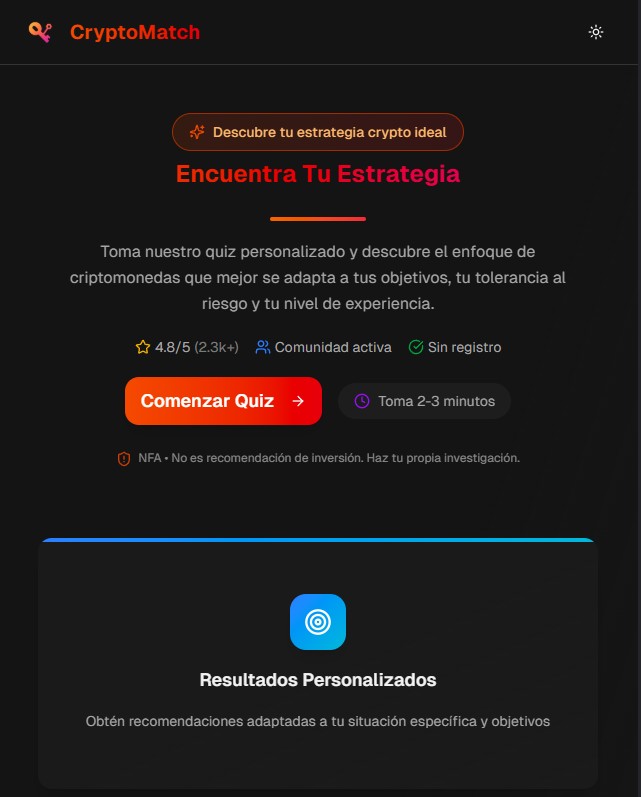 CryptoMatch
Descubre tu estrategia crypto ideal
Encuentra Tu Estrategia
Toma nuestro quiz personalizado y descubre el enfoque de
criptomonedas que mejor se adapta a tus objetivos, tu tolerancia al
riesgo y tu nivel de experiencia.
4.8/5 (2.3k+) Comunidad activa Sin registro
Comenzar Quiz → Toma 2-3 minutos
NFA • No es recomendación de inversión. Haz tu propia investigación.
Resultados Personalizados
Obtén recomendaciones adaptadas a tu situación específica y objetivos